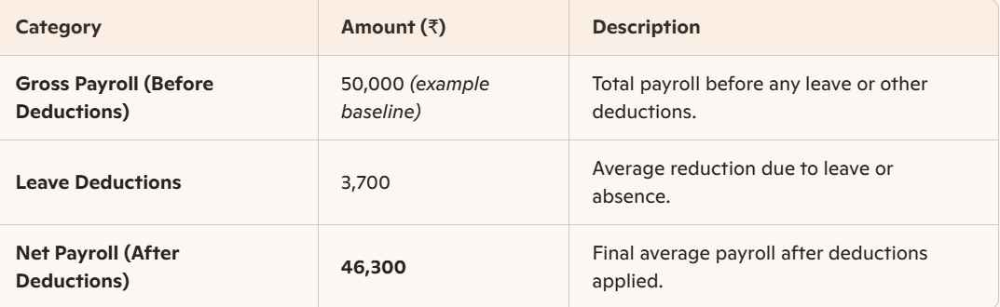 Category Amount (₹) Description
Gross Payroll (Before
Deductions)
50,000 (example
baseline)
Total payroll before any leave or other
deductions.
Leave Deductions
3,700
Average reduction due to leave or
absence.
Net Payroll (After
Deductions)
46,300
Final average payroll after deductions
applied.